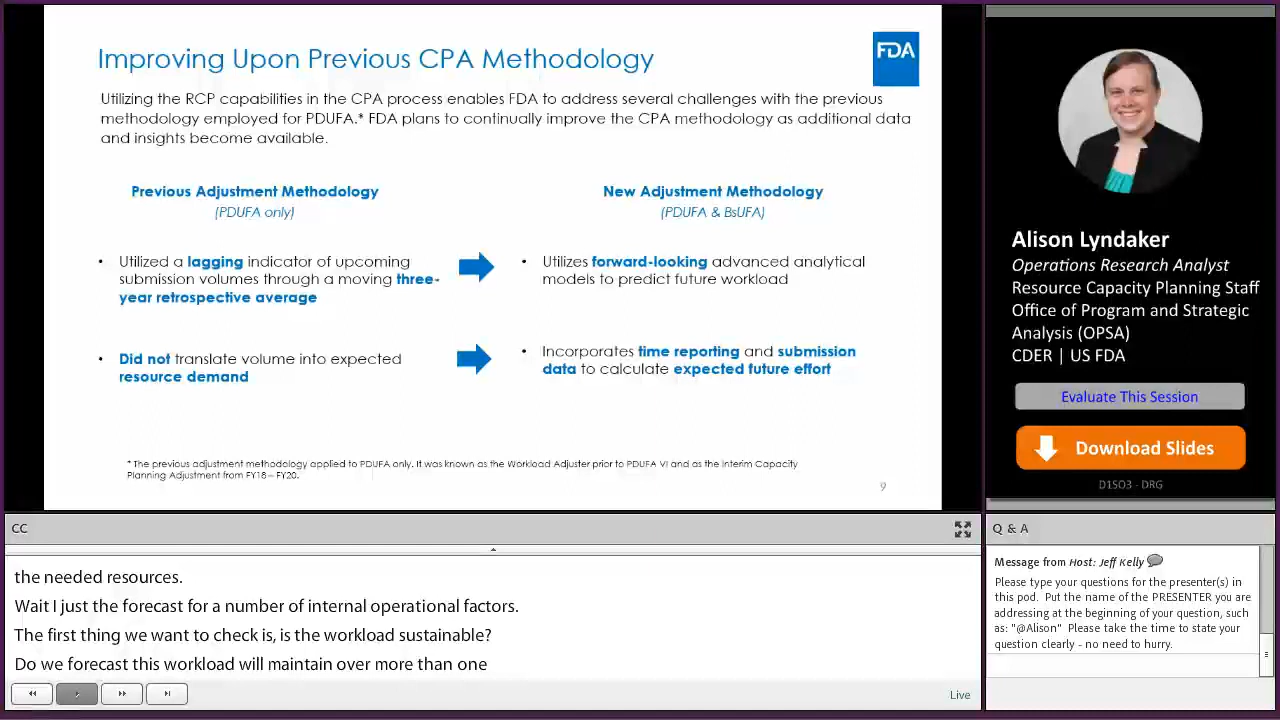 Improving Upon Previous CPA Methodology
FDA
Utilizing the RCP capabilities in the CPA process enables FDA to address several challenges with the previous
methodology employed for PDUFA.* FDA plans to continually improve the CPA methodology as additional data
and insights become available.
Previous Adjustment Methodology
(PDUFA only)
• Utilized a lagging indicator of upcoming
submission volumes through a moving three-
year retrospective average
• Did not translate volume into expected
resource demand
New Adjustment Methodology
(PDUFA & BsUFA)
• Utilizes forward-looking advanced analytical
models to predict future workload
• Incorporates time reporting and submission
data to calculate expected future effort
* The previous adjustment methodology applied to PDUFA only. It was known as the Workload Adjuster prior to PDUFA VI and as the Interim Capacity
Planning Adjustment from FY18 – FY20.
9
Alison Lyndaker
Operations Research Analyst
Resource Capacity Planning Staff
Office of Program and Strategic
Analysis (OPSA)
CDER | US FDA
Evaluate This Session
Download Slides
D1S03 - DRG
CC
the needed resources.
Wait I just the forecast for a number of internal operational factors.
The first thing we want to check is, is the workload sustainable?
Do we forecast this workload will maintain over more than one
Live
Q & A
Message from Host: Jeff Kelly
Please type your questions for the presenter(s) in
this pod. Put the name of the PRESENTER you are
addressing at the beginning of your question, such
as: "@Alison" Please take the time to state your
question clearly - no need to hurry.